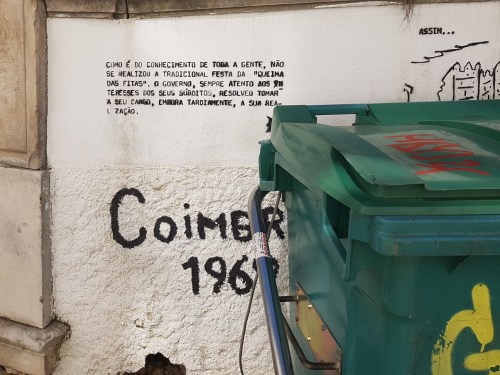 COMO É DO CONHECIMENTO DE TODA A GENTE, NÃO
SE REALIZOU A TRADICIONAL FESTA DA "QUEIMA
DAS FITAS". O GOVERNO, SEMPRE ATENTO AOS IN
TERESSES DOS SEUS SÚBDITOS, RESOLVEU TOMAR
A SEU CARGO, EMBORA TARDIAMENTE, A SUA REA
LIZAÇÃO.
ASSIM...
COIMBR
196